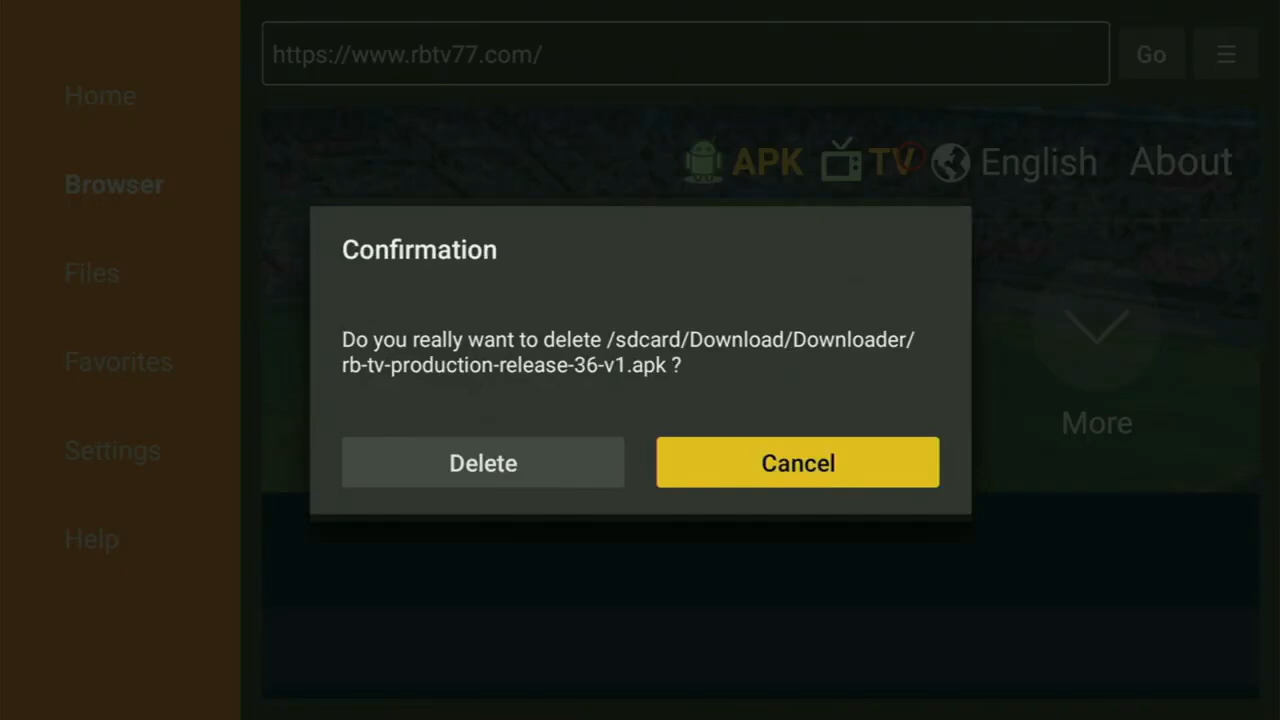 https://www.rbtv77.com/
Go
Home
Browser
Files
Favorites
Settings
Help
APK TV English About
Confirmation
Do you really want to delete /sdcard/Download/Downloader/
rb-tv-production-release-36-v1.apk ?
Delete
Cancel
More